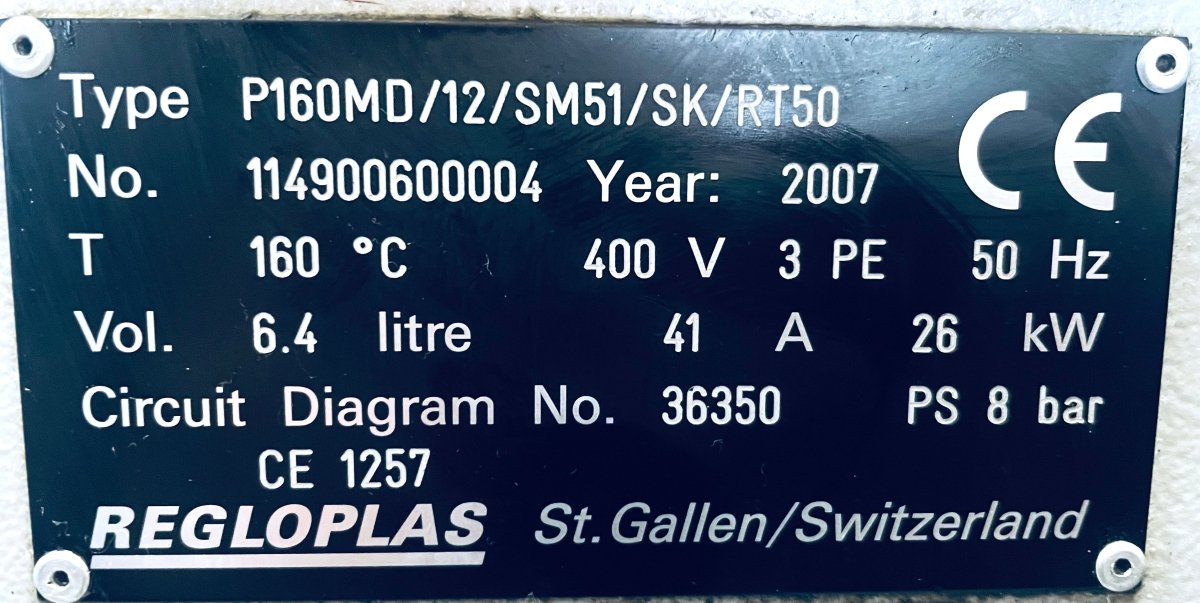 Type P160MD/12/SM51/SK/RT50
No. 114900600004 Year: 2007 CE
T 160 °C 400 V 3 PE 50 Hz
Vol. 6.4 litre 41 A 26 kW
Circuit Diagram No. 36350 PS 8 bar
CE 1257
REGLOPLAS St. Gallen/Switzerland